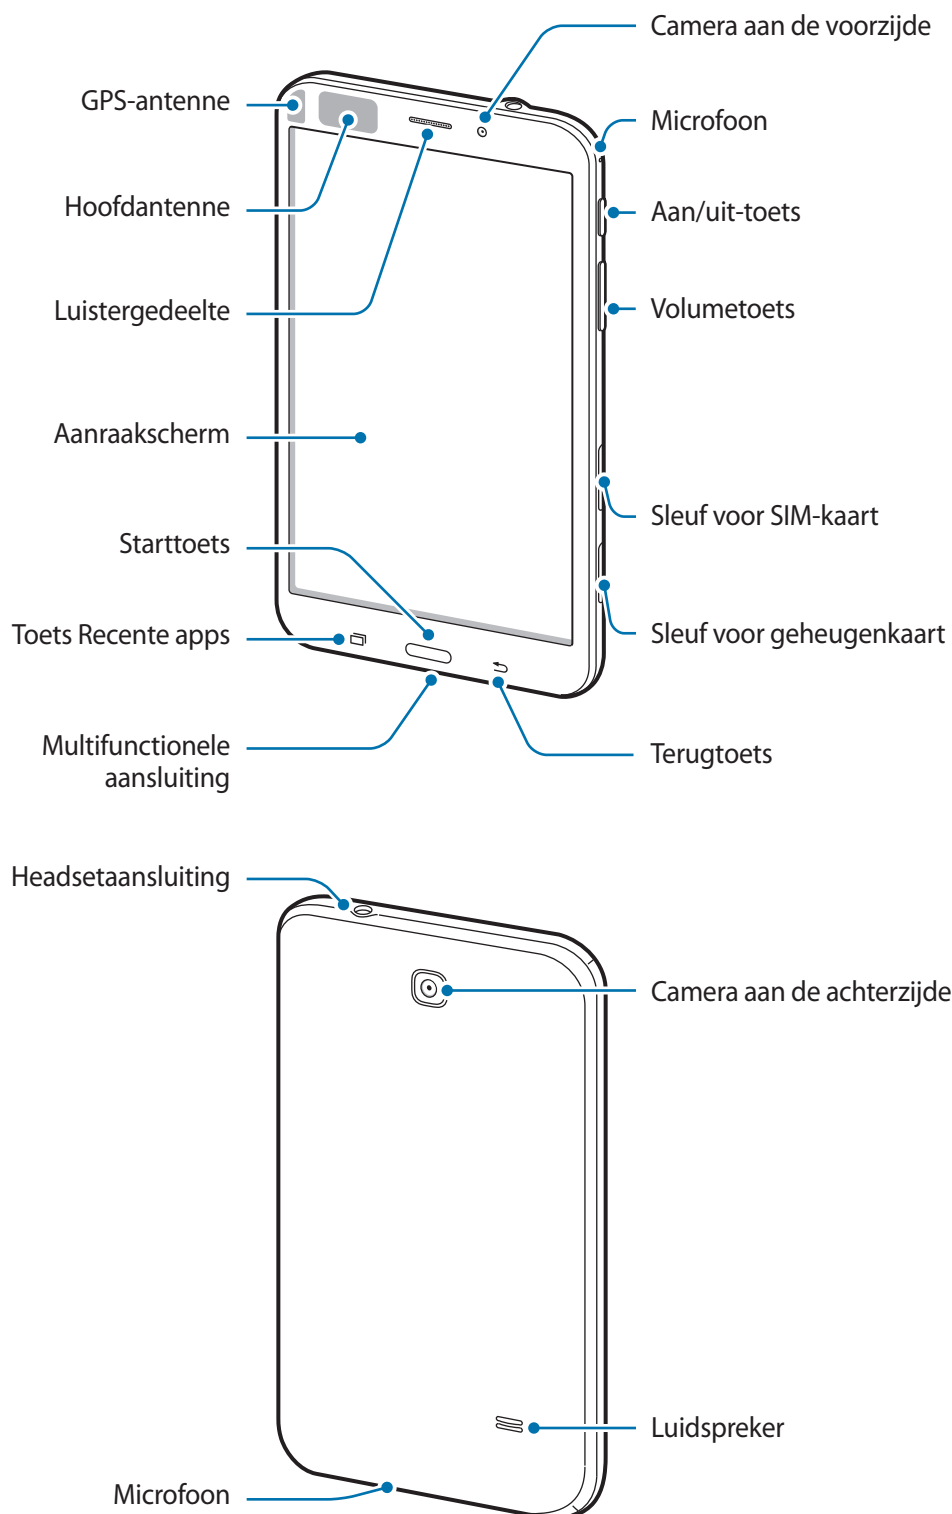 Camera aan de voorzijde
GPS-antenne
Microfoon
Hoofdantenne
Aan/uit-toets
Luistergedeelte
Volumetoets
Aanraakscherm
Sleuf voor SIM-kaart
Starttoets
Toets Recente apps
Sleuf voor geheugenkaart
Multifunctionele
aansluiting
Terugtoets
Headsetaansluiting
Camera aan de achterzijde
Luidspreker
Microfoon